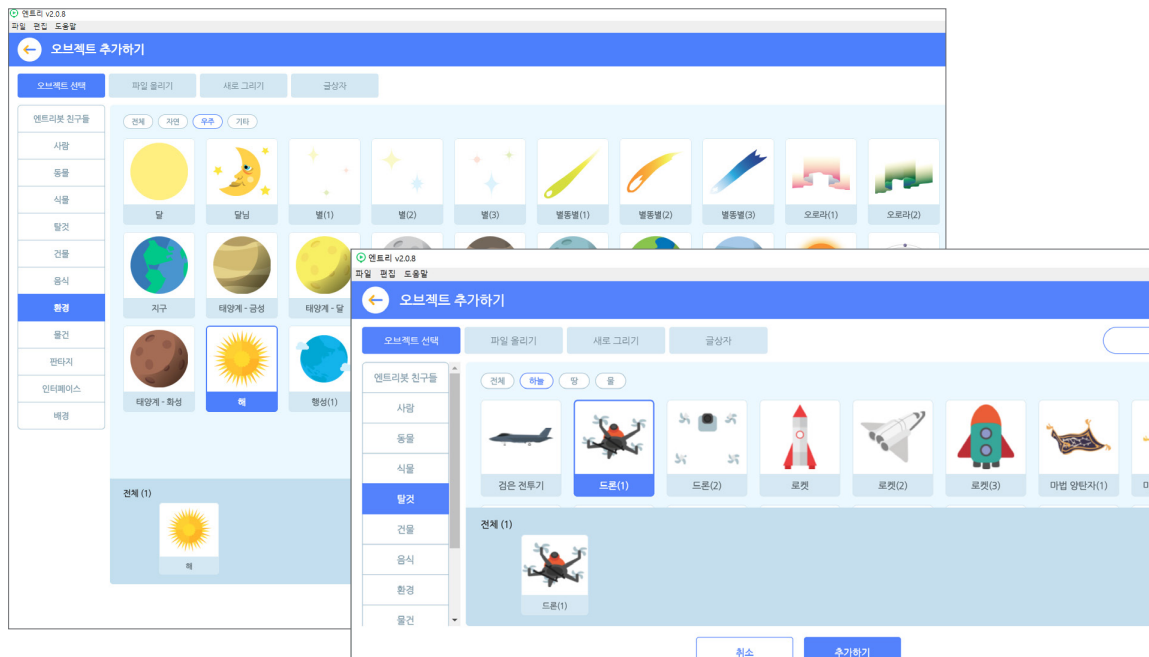 엔트리 v2.0.8
파일 편집 도움말
오브젝트 추가하기
오브젝트 선택 파일 올리기 새로 그리기 글상자
엔트리봇 친구들
사람
동물
식물
탈것
건물
음식
환경
물건
판타지
인터페이스
배경
전체 자연 우주 기타
달 달님 별(1) 별(2) 별(3) 별똥별(1) 별똥별(2) 별똥별(3) 오로라(1) 오로라(2)
지구 태양계 - 금성 태양계 - 달
태양계 - 화성 해 행성(1)
전체 (1)
해
엔트리 v2.0.8
파일 편집 도움말
오브젝트 추가하기
오브젝트 선택 파일 올리기 새로 그리기 글상자
엔트리봇 친구들
사람
동물
식물
탈것
건물
음식
환경
물건
전체 하늘 땅 물
검은 전투기 드론(1) 드론(2) 로켓 로켓(2) 로켓(3) 마법 양탄자(1)
전체 (1)
드론(1)
취소 추가하기